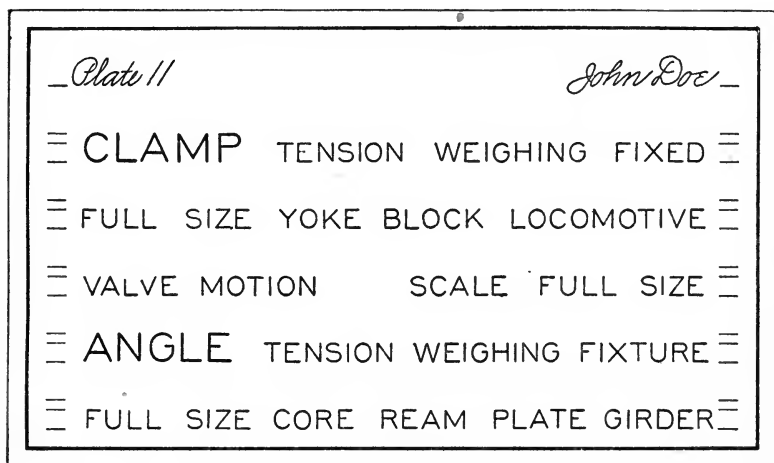 Plate 11 John Doe
CLAMP TENSION WEIGHING FIXED
FULL SIZE YOKE BLOCK LOCOMOTIVE
VALVE MOTION SCALE FULL SIZE
ANGLE TENSION WEIGHING FIXTURE
FULL SIZE CORE REAM PLATE GIRDER